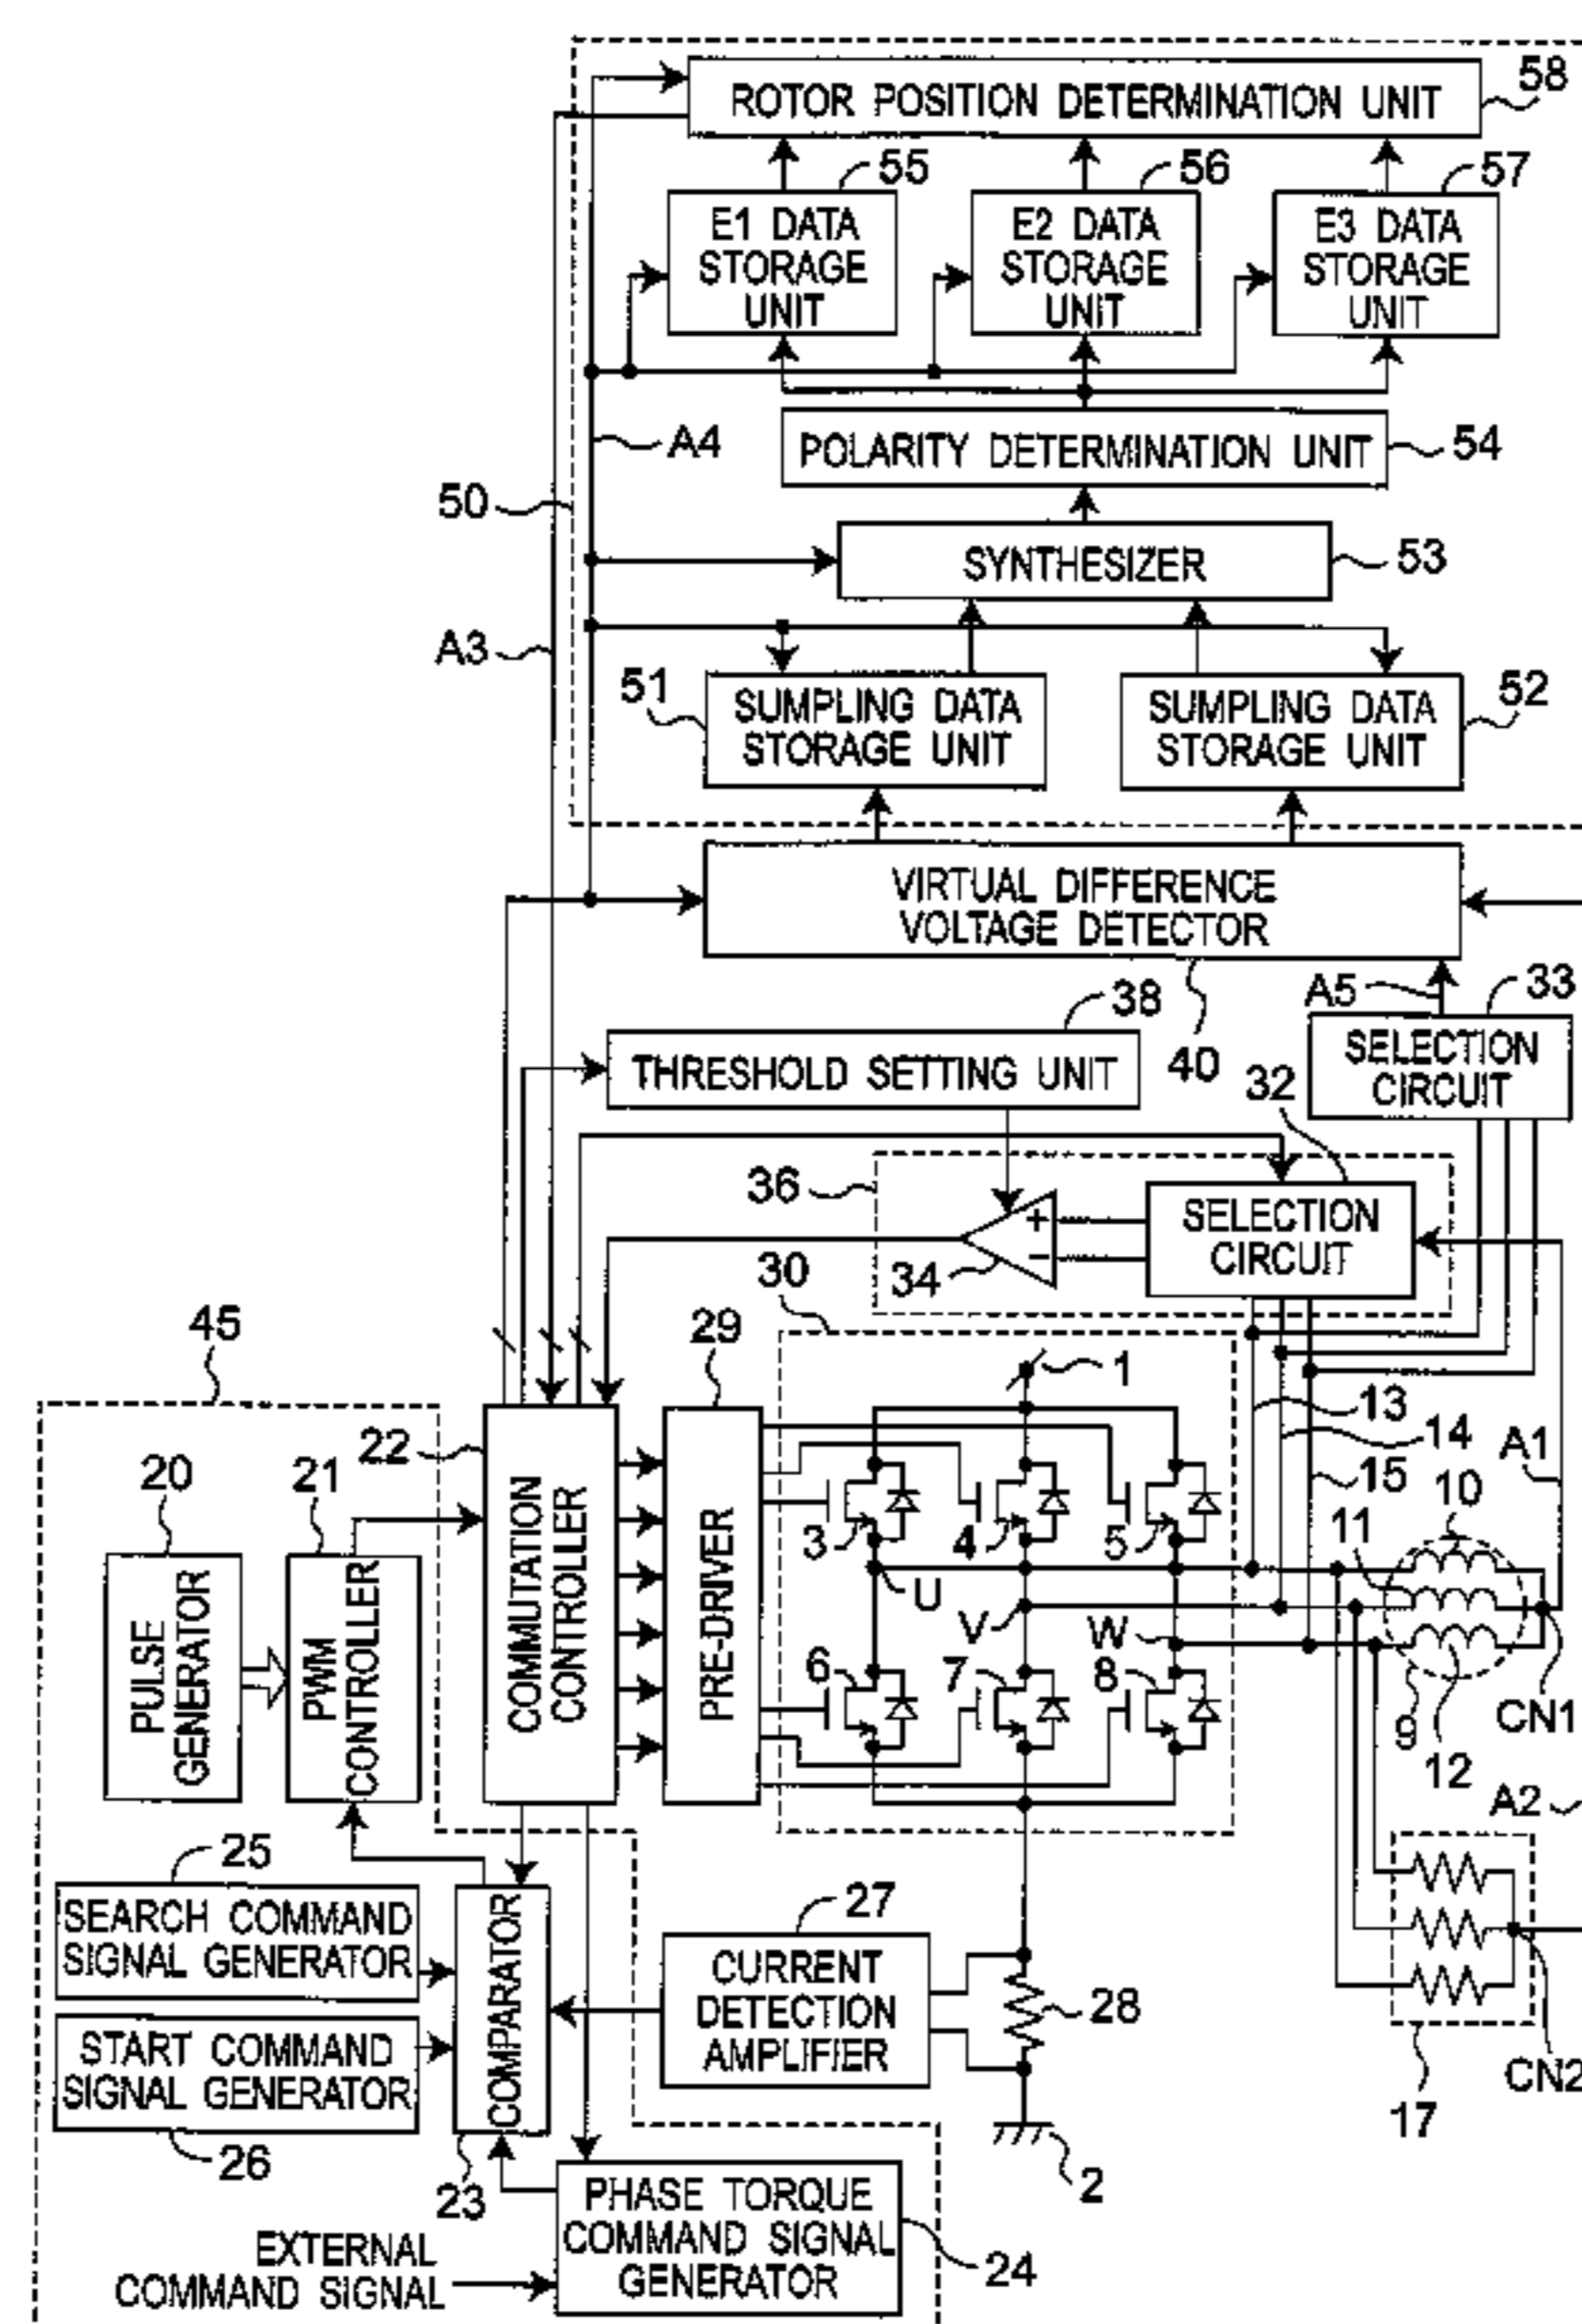 58
ROTOR POSITION DETERMINATION UNIT
55
56
57
E1 DATA
STORAGE
UNIT
E2 DATA
STORAGE
UNIT
E3 DATA
STORAGE
UNIT
A4
POLARITY DETERMINATION UNIT
54
50
SYNTHESIZER
53
A3
51
SUMPLING DATA
STORAGE UNIT
SUMPLING DATA
STORAGE UNIT
52
VIRTUAL DIFFERENCE
VOLTAGE DETECTOR
38
A5
33
THRESHOLD SETTING UNIT
40
SELECTION
CIRCUIT
32
36
+
−
34
SELECTION
CIRCUIT
30
45
29
1
13
22
14
A1
20
21
15
10
PULSE
GENERATOR
PWM
CONTROLLER
COMMUTATION
CONTROLLER
PRE-DRIVER
3
4
5
11
U
V
W
6
7
8
9
12
CN1
A2
25
SEARCH COMMAND
SIGNAL GENERATOR
27
START COMMAND
SIGNAL GENERATOR
COMPARATOR
CURRENT
DETECTION
AMPLIFIER
28
CN2
17
26
23
2
PHASE TORQUE
COMMAND SIGNAL
GENERATOR
24
EXTERNAL
COMMAND SIGNAL